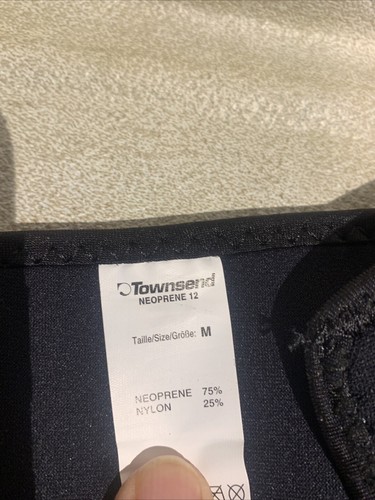 Townsend
NEOPRENE 12
Taille/Size/Größe: M
NEOPRENE 75%
NYLON 25%